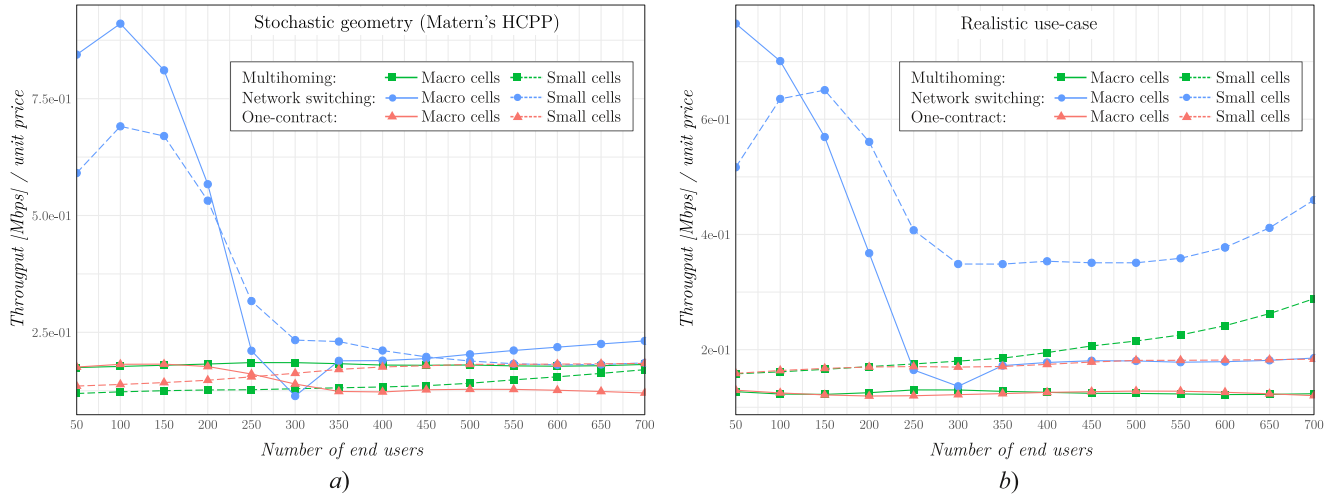 Stochastic geometry (Matern's HCPP)
Multihoming: Macro cells Small cells
Network switching: Macro cells Small cells
One-contract: Macro cells Small cells
7.5e-01
5.0e-01
2.5e-01
Througput [Mbps] / unit price
50 100 150 200 250 300 350 400 450 500 550 600 650 700
Number of end users
a)
Realistic use-case
Multihoming: Macro cells Small cells
Network switching: Macro cells Small cells
One-contract: Macro cells Small cells
6e-01
4e-01
2e-01
Througput [Mbps] / unit price
50 100 150 200 250 300 350 400 450 500 550 600 650 700
Number of end users
b)